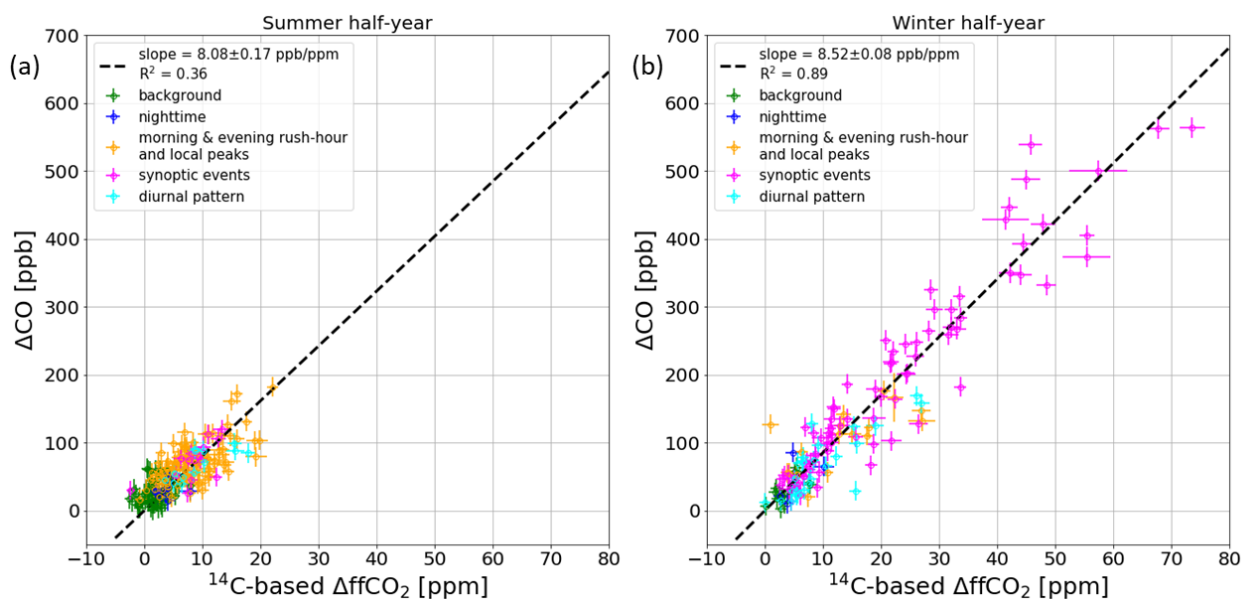 Summer half-year
(a)
700
600
500
400
300
200
100
0
ΔCO [ppb]
slope = 8.08±0.17 ppb/ppm
R² = 0.36
background
nighttime
morning & evening rush-hour
and local peaks
synoptic events
diurnal pattern
−10 0 10 20 30 40 50 60 70 80
¹⁴C-based ΔffCO₂ [ppm]
Winter half-year
(b)
700
600
500
400
300
200
100
0
ΔCO [ppb]
slope = 8.52±0.08 ppb/ppm
R² = 0.89
background
nighttime
morning & evening rush-hour
and local peaks
synoptic events
diurnal pattern
−10 0 10 20 30 40 50 60 70 80
¹⁴C-based ΔffCO₂ [ppm]